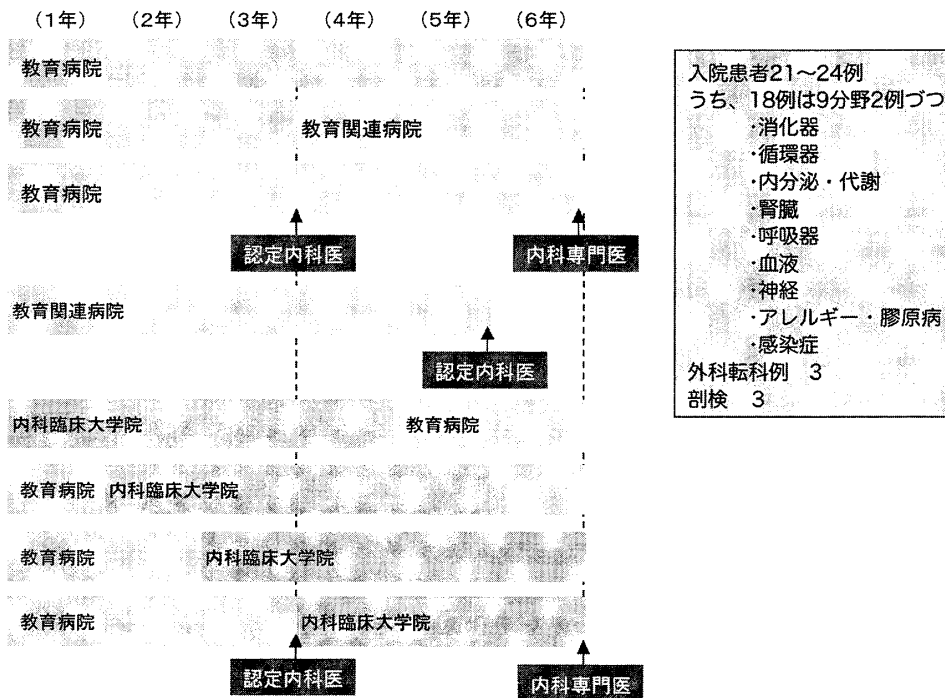 （1年） （2年） （3年） （4年） （5年） （6年）
教育病院
教育病院 教育関連病院
教育病院
認定内科医 内科専門医
教育関連病院
認定内科医
内科臨床大学院 教育病院
教育病院 内科臨床大学院
教育病院 内科臨床大学院
教育病院 内科臨床大学院
認定内科医 内科専門医
入院患者21〜24例
うち、18例は9分野2例づつ
・消化器
・循環器
・内分泌・代謝
・腎臓
・呼吸器
・血液
・神経
・アレルギー・膠原病
・感染症
外科転科例 3
剖検 3